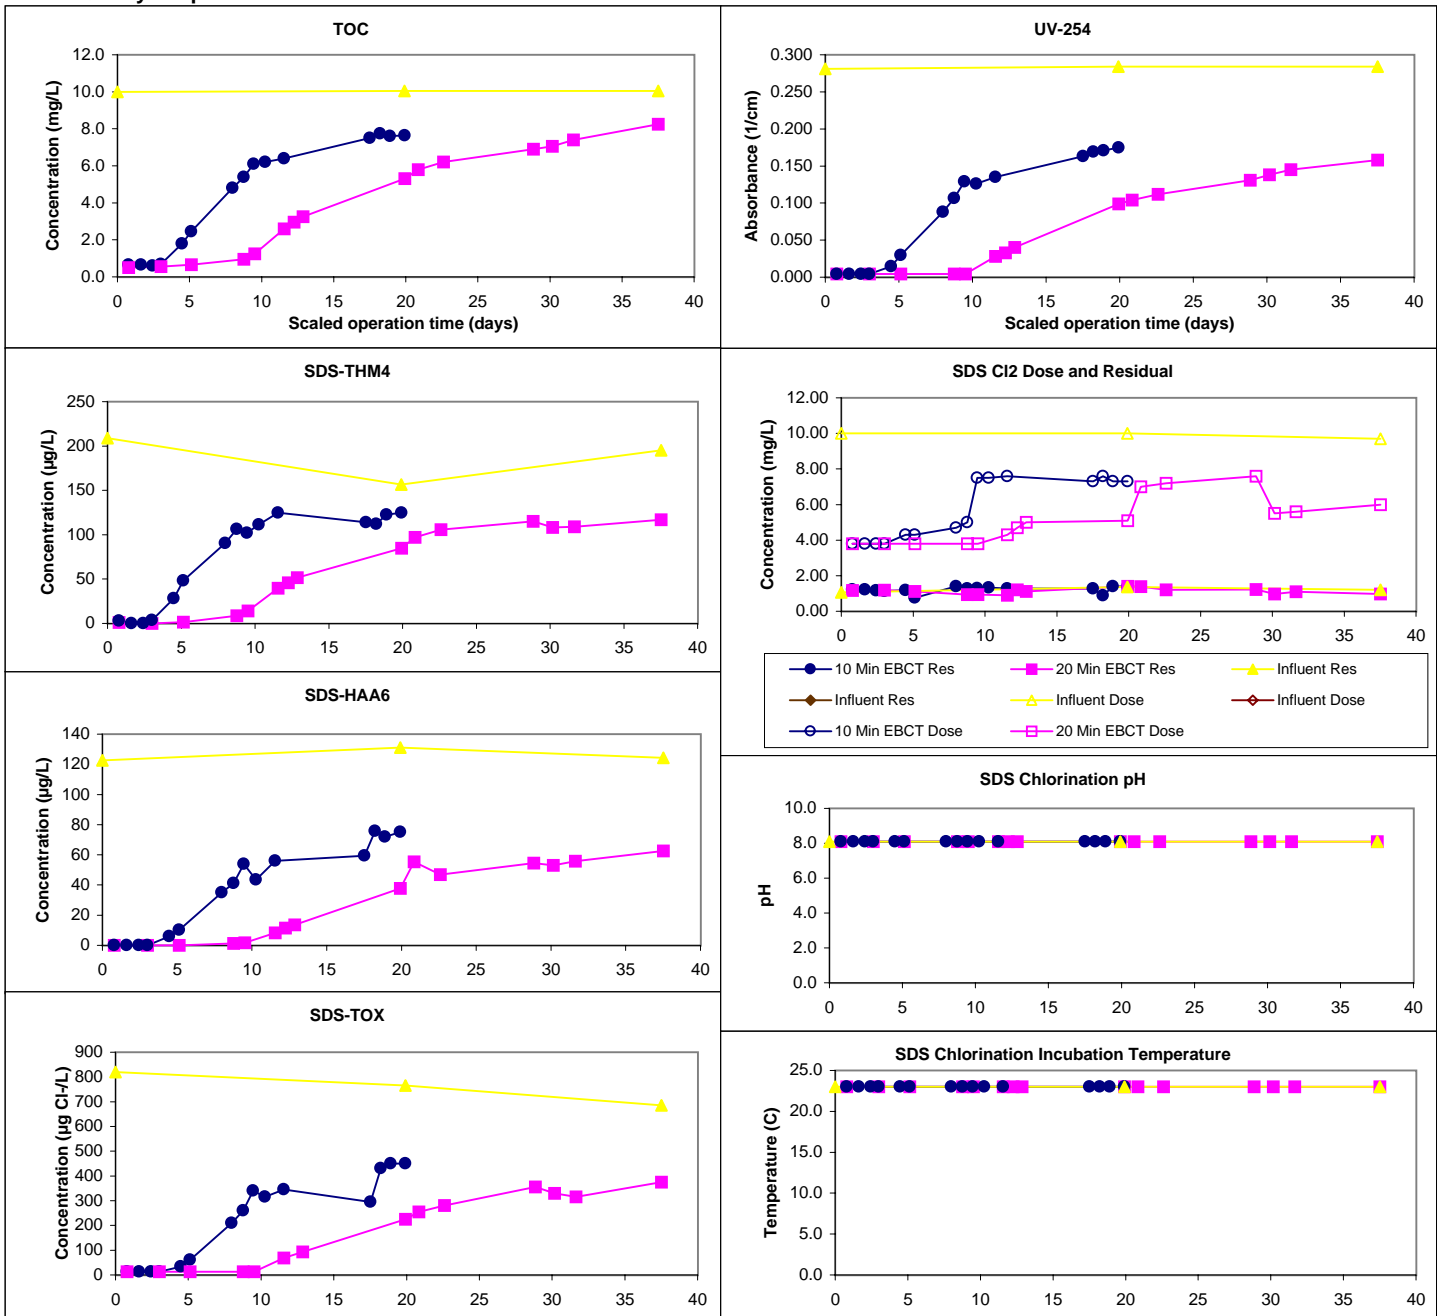 TOC
12.0
10.0
8.0
6.0
4.0
2.0
0.0
Concentration (mg/L)
0 5 10 15 20 25 30 35 40
Scaled operation time (days)
UV-254
0.300
0.250
0.200
0.150
0.100
0.050
0.000
Absorbance (1/cm)
0 5 10 15 20 25 30 35 40
Scaled operation time (days)
SDS-THM4
250
200
150
100
50
0
Concentration (µg/L)
0 5 10 15 20 25 30 35 40
SDS Cl2 Dose and Residual
12.00
10.00
8.00
6.00
4.00
2.00
0.00
Concentration (mg/L)
0 5 10 15 20 25 30 35 40
10 Min EBCT Res 20 Min EBCT Res Influent Res
Influent Res Influent Dose Influent Dose
10 Min EBCT Dose 20 Min EBCT Dose
SDS-HAA6
140
120
100
80
60
40
20
0
Concentration (µg/L)
0 5 10 15 20 25 30 35 40
SDS Chlorination pH
10.0
8.0
6.0
4.0
2.0
0.0
pH
0 5 10 15 20 25 30 35 40
SDS-TOX
900
800
700
600
500
400
300
200
100
0
Concentration (µg Cl-/L)
0 5 10 15 20 25 30 35 40
SDS Chlorination Incubation Temperature
25.0
20.0
15.0
10.0
5.0
0.0
Temperature (C)
0 5 10 15 20 25 30 35 40